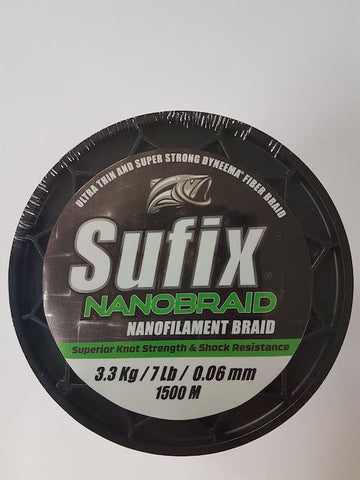 ULTRA THIN AND SUPER STRONG DYNEEMA® FIBER BRAID
Sufix®
NANOBRAID
NANOFILAMENT BRAID
Superior Knot Strength & Shock Resistance
3.3 Kg / 7 Lb / 0.06 mm
1500 M